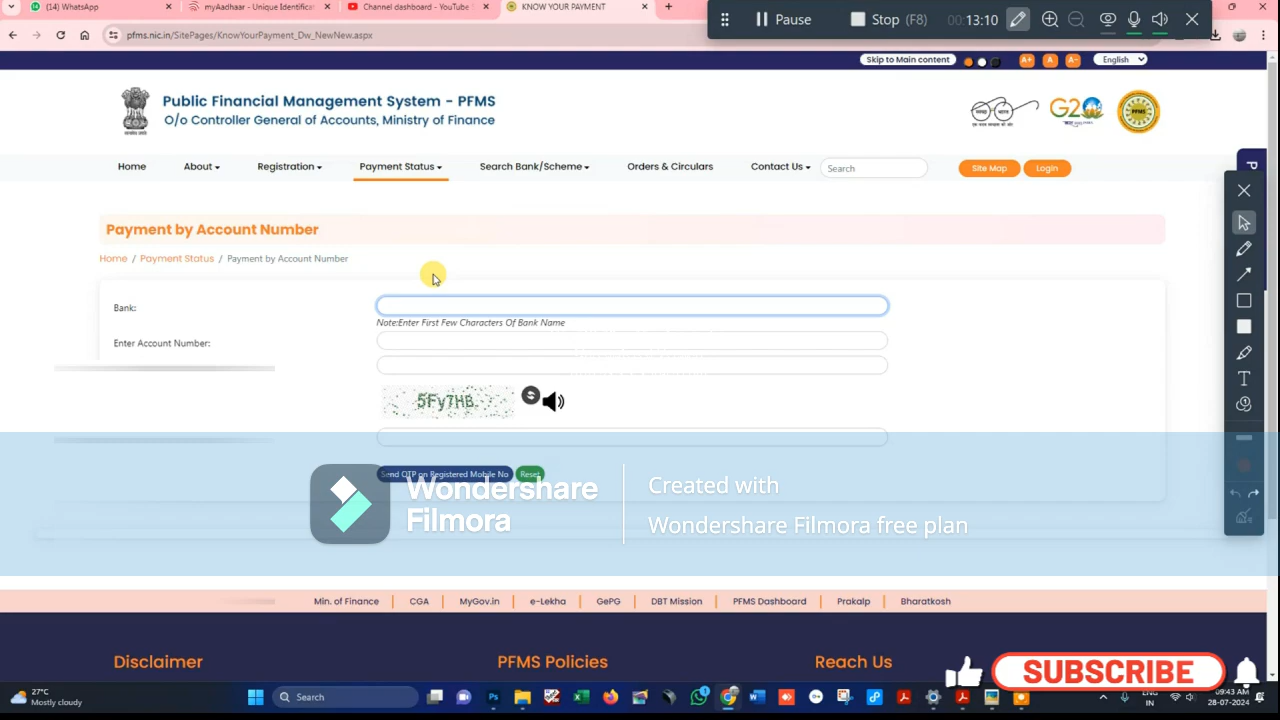 (14) WhatsApp
myAadhaar - Unique Identificat
Channel dashboard - YouTube
KNOW YOUR PAYMENT
Pause
Stop (F8)
00:13:10
pfms.nic.in/SitePages/KnowYourPayment_Dw_NewNew.aspx
Skip to Main content
A+
A
A-
English
Public Financial Management System - PFMS
O/o Controller General of Accounts, Ministry of Finance
G20
PFMS
Home
About
Registration
Payment Status
Search Bank/Scheme
Orders & Circulars
Contact Us
Search
Site Map
Login
P
Payment by Account Number
Home / Payment Status / Payment by Account Number
Bank:
Note:Enter First Few Characters Of Bank Name
Enter Account Number:
5Fy7HB
Send OTP on Registered Mobile No
Reset
Wondershare
Filmora
Created with
Wondershare Filmora free plan
Min. of Finance
CGA
MyGov.in
e-Lekha
GePG
DBT Mission
PFMS Dashboard
Prakalp
Bharatkosh
Disclaimer
PFMS Policies
Reach Us
SUBSCRIBE
27°C
Mostly cloudy
Search
ENG
IN
09:43 AM
28-07-2024